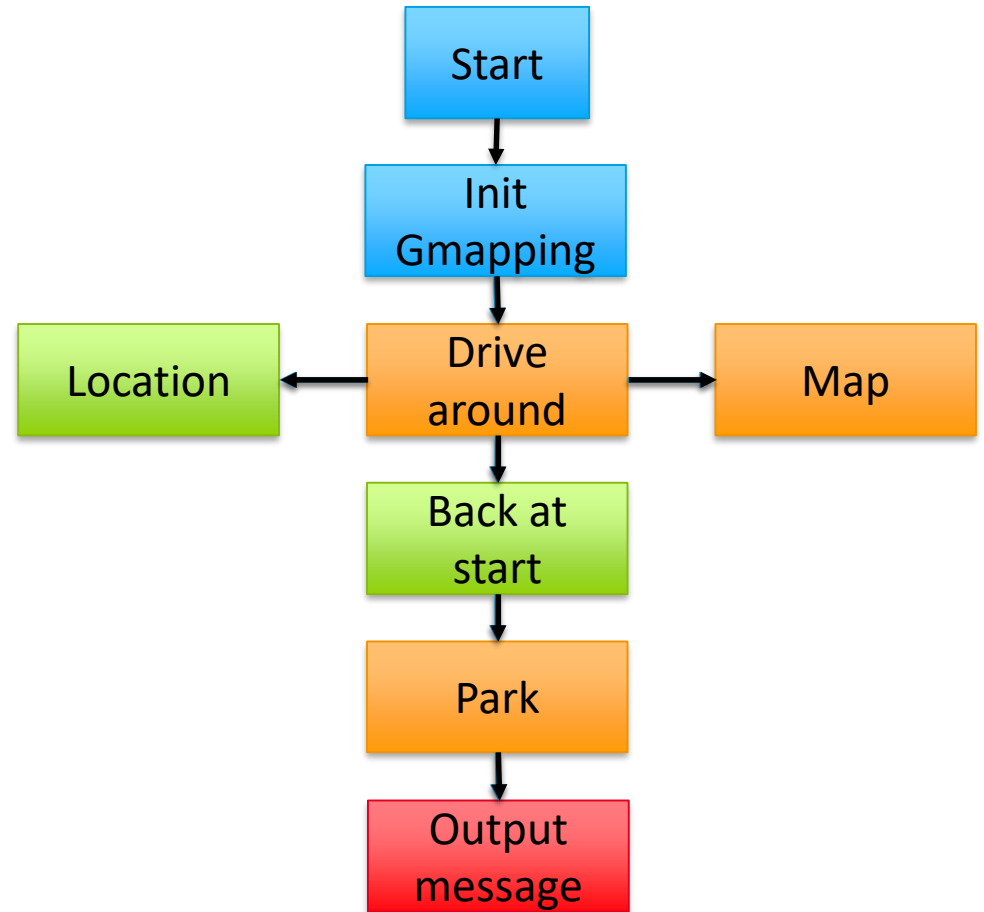 Start
Init
Gmapping
Location
Drive
around
Map
Back at
start
Park
Output
message